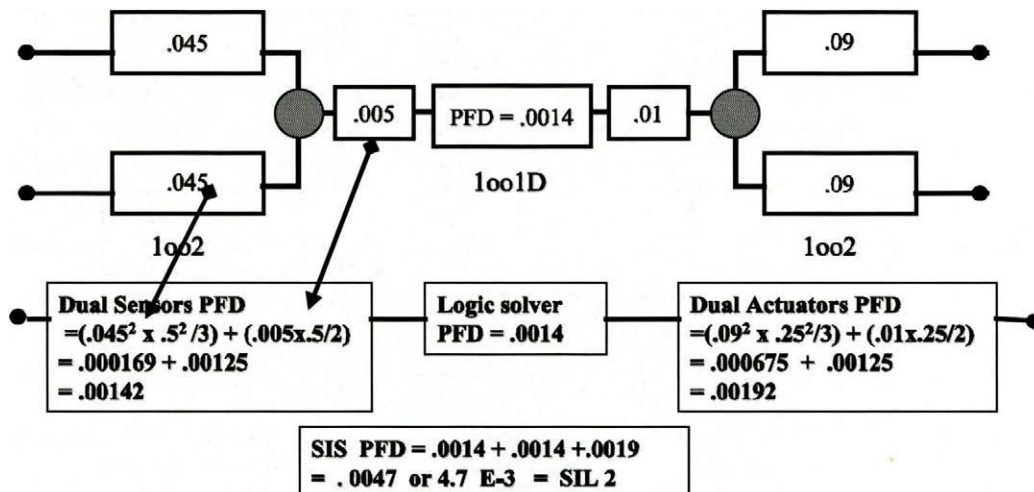 .045
.09
.005
PFD = .0014
.01
.045
1oo1D
.09
1oo2
1oo2
Dual Sensors PFD
=(.045² x .5² /3) + (.005x.5/2)
= .000169 + .00125
= .00142
Logic solver
PFD = .0014
Dual Actuators PFD
=(.09² x .25²/3) + (.01x.25/2)
= .000675 + .00125
= .00192
SIS PFD = .0014 + .0014 +.0019
= . 0047 or 4.7 E-3 = SIL 2